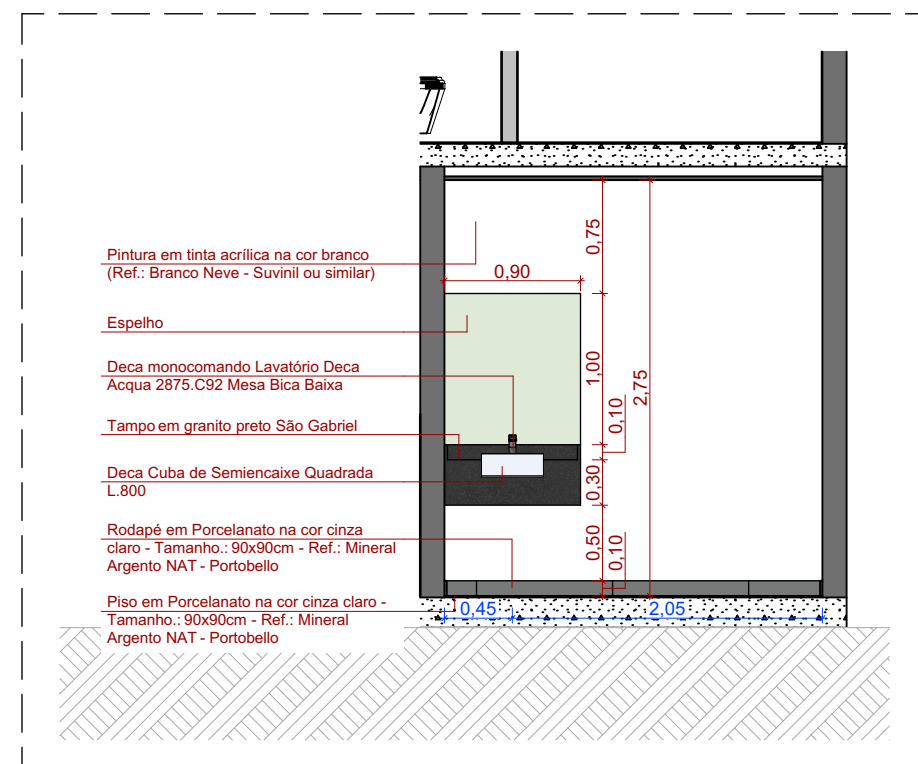 Pintura em tinta acrílica na cor branco
(Ref.: Branco Neve - Suvinil ou similar)
Espelho
Deca monocomando Lavatório Deca
Acqua 2875.C92 Mesa Bica Baixa
Tampo em granito preto São Gabriel
Deca Cuba de Semiencaixe Quadrada
L.800
Rodapé em Porcelanato na cor cinza
claro - Tamanho.: 90x90cm - Ref.: Mineral
Argento NAT - Portobello
Piso em Porcelanato na cor cinza claro -
Tamanho.: 90x90cm - Ref.: Mineral
Argento NAT - Portobello
0,90
0,75
1,00
0,10
2,75
0,30
0,50
0,10
0,45
2,05